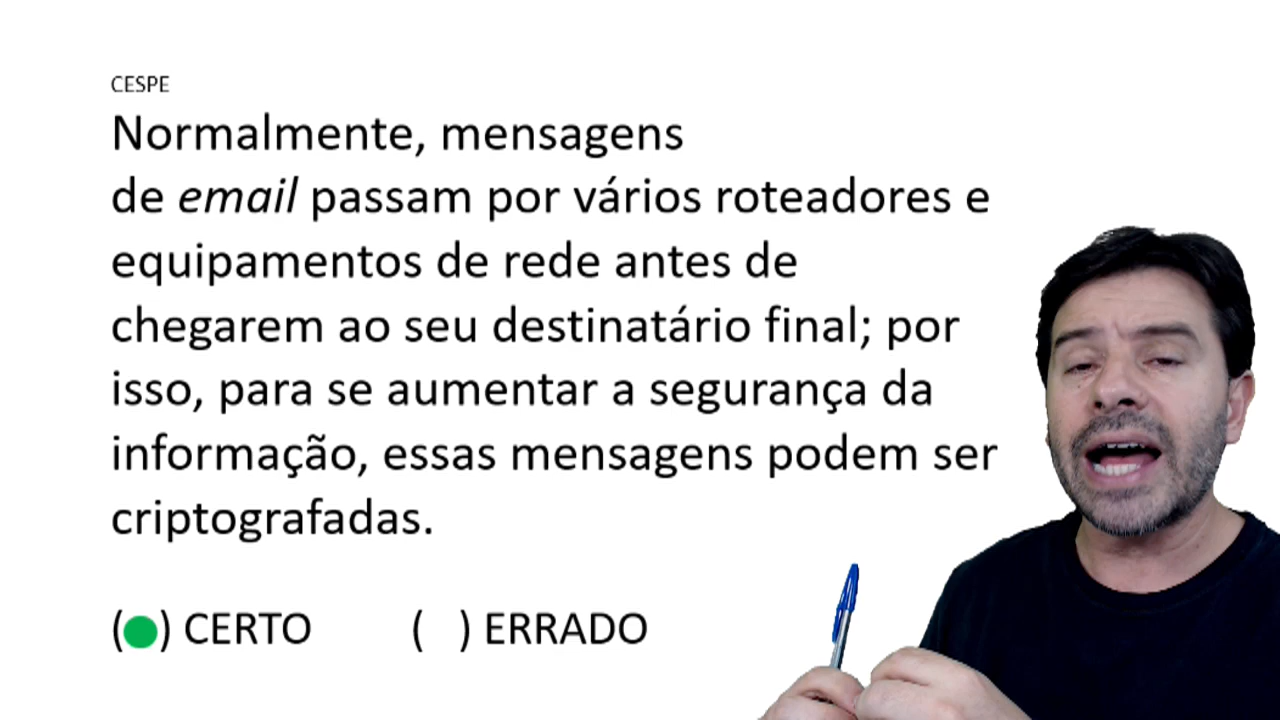 CESPE
Normalmente, mensagens
de email passam por vários roteadores e
equipamentos de rede antes de
chegarem ao seu destinatário final; por
isso, para se aumentar a segurança da
informação, essas mensagens podem ser
criptografadas.
( ) CERTO ( ) ERRADO